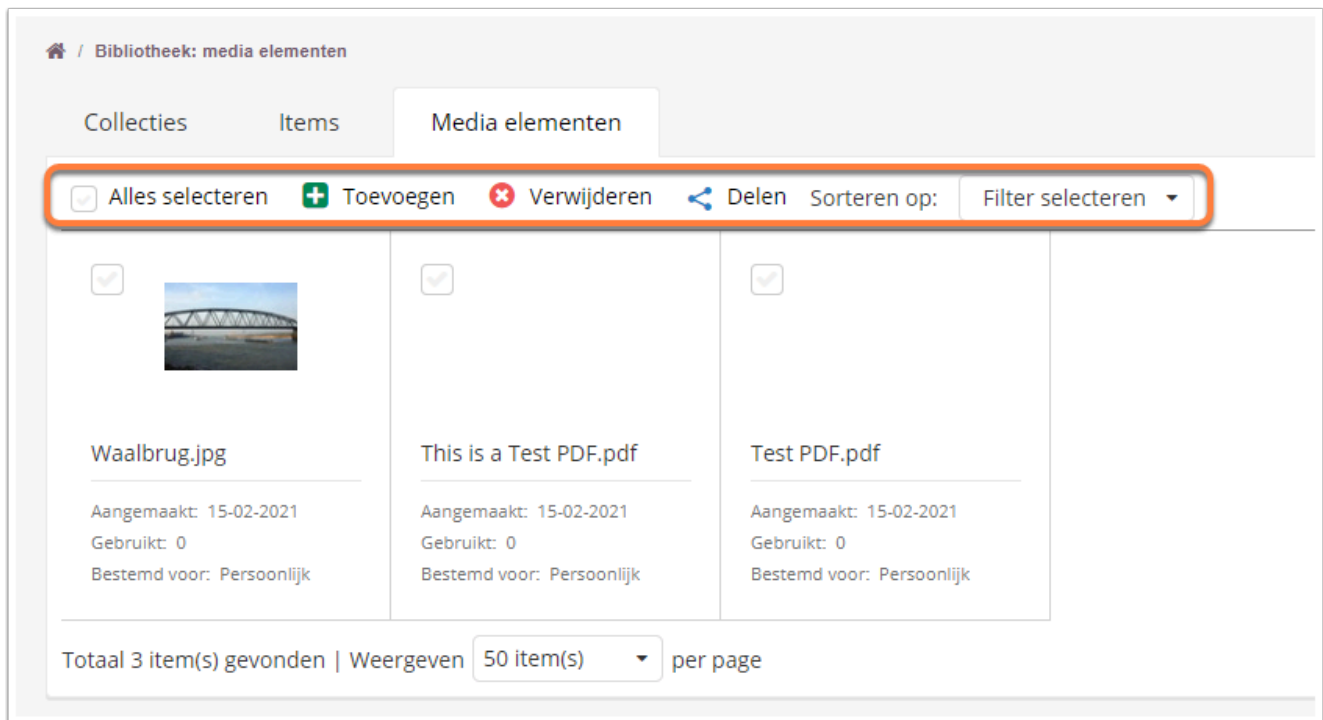 / Bibliotheek: media elementen
Collecties Items Media elementen
Alles selecteren Toevoegen Verwijderen Delen Sorteren op: Filter selecteren
Waalbrug.jpg This is a Test PDF.pdf Test PDF.pdf
Aangemaakt: 15-02-2021 Aangemaakt: 15-02-2021 Aangemaakt: 15-02-2021
Gebruikt: 0 Gebruikt: 0 Gebruikt: 0
Bestemd voor: Persoonlijk Bestemd voor: Persoonlijk Bestemd voor: Persoonlijk
Totaal 3 item(s) gevonden | Weergeven 50 item(s) per page